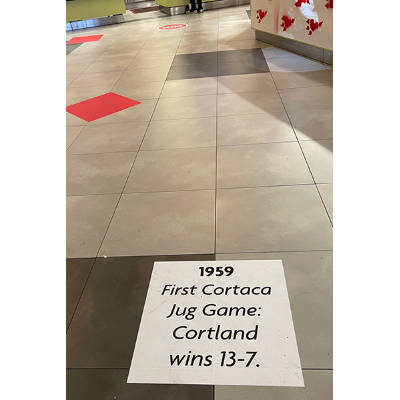 1959
First Cortaca
Jug Game:
Cortland
wins 13-7.